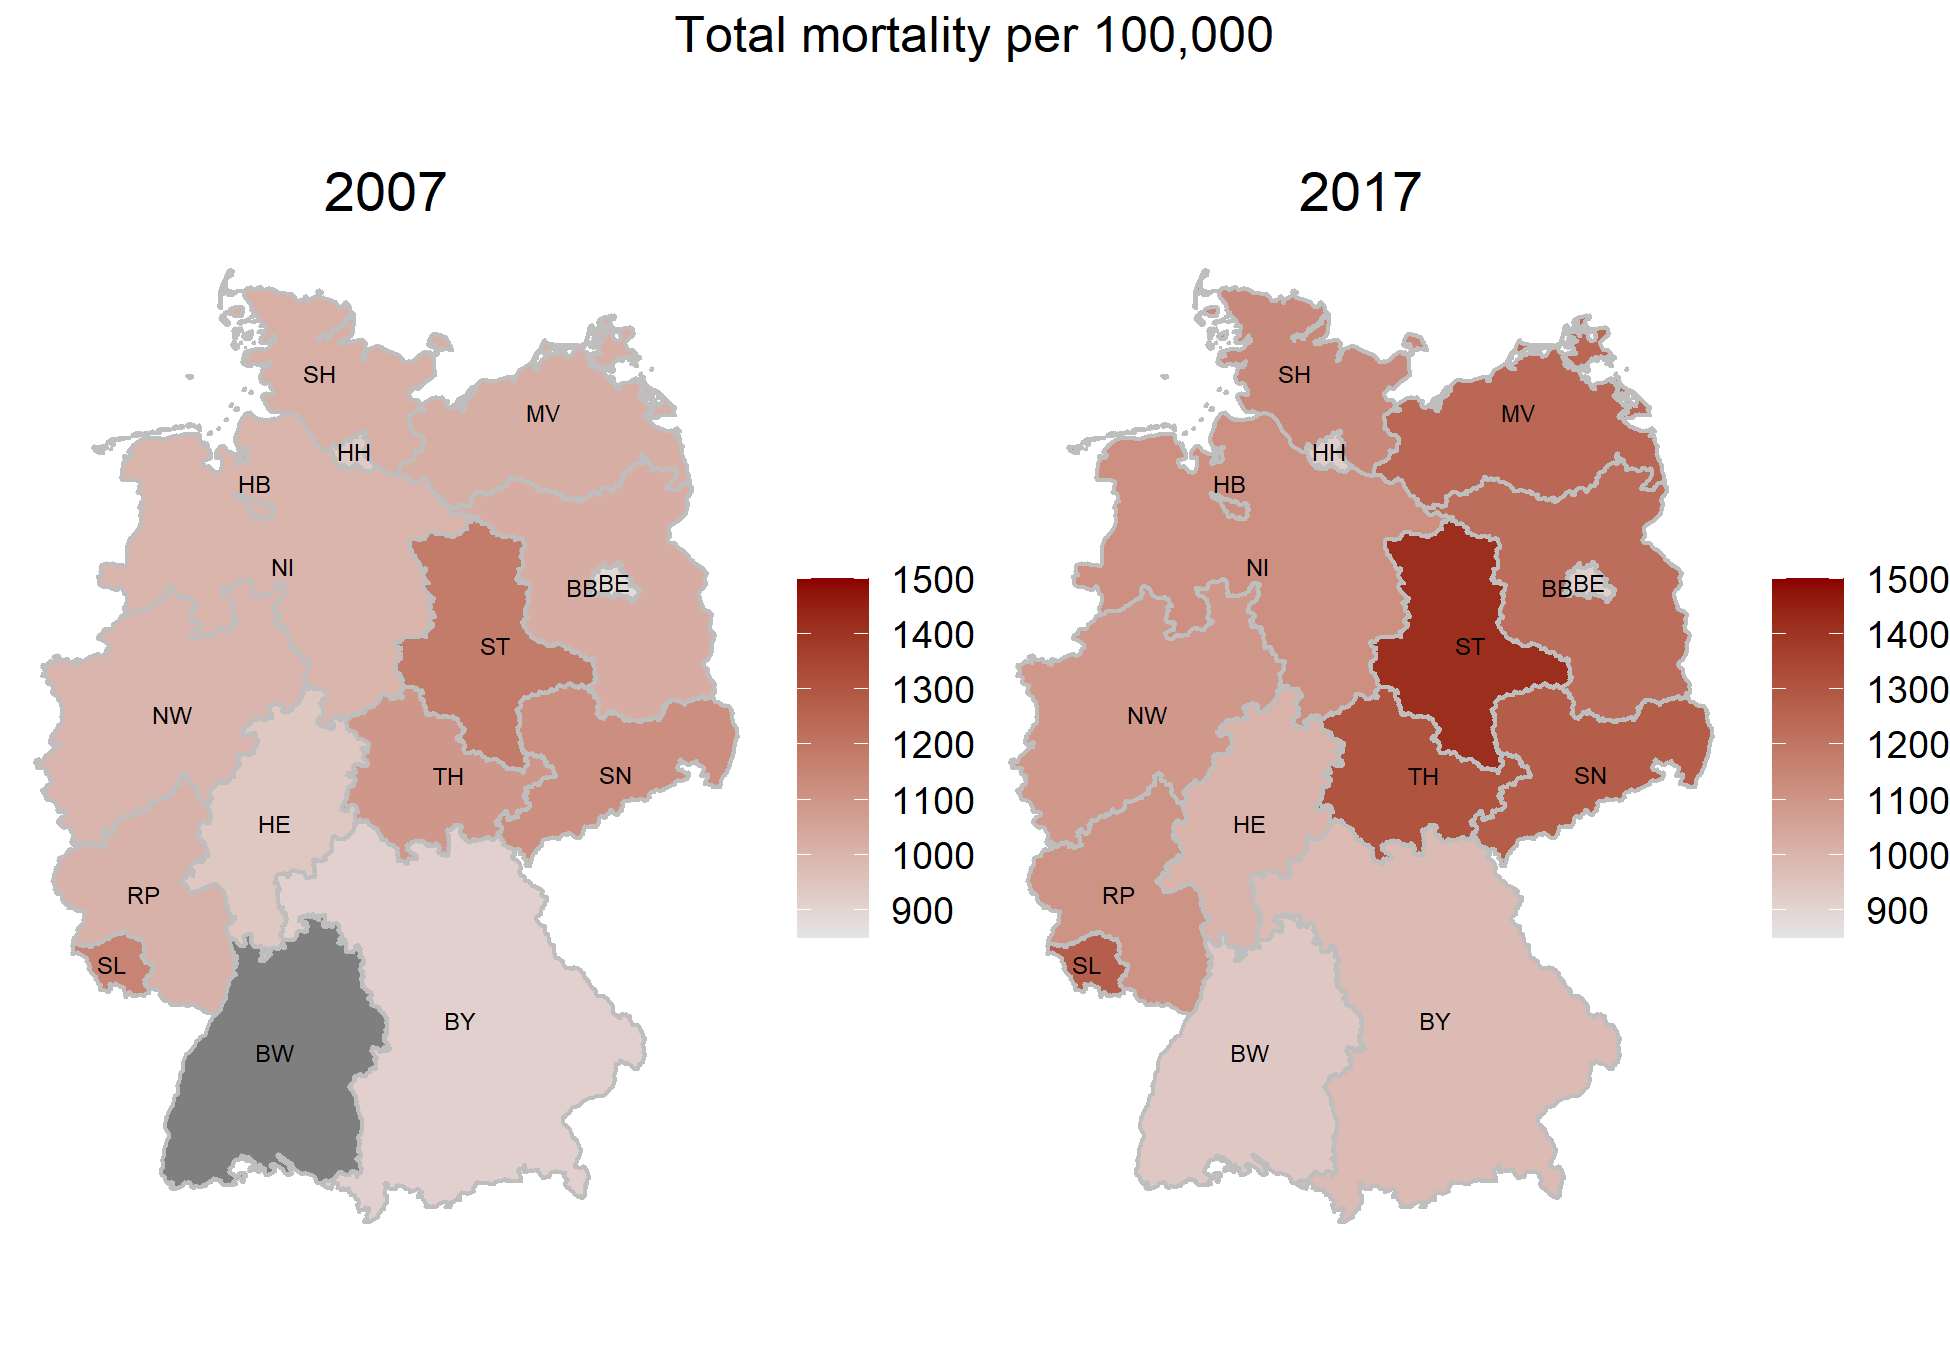 Total mortality per 100,000
2007
SH
MV
HH
HB
NI
BB
BE
ST
NW
TH
SN
HE
RP
SL
BY
BW
1500
1400
1300
1200
1100
1000
900
2017
SH
MV
HH
HB
NI
BB
BE
ST
NW
TH
SN
HE
RP
SL
BY
BW
1500
1400
1300
1200
1100
1000
900